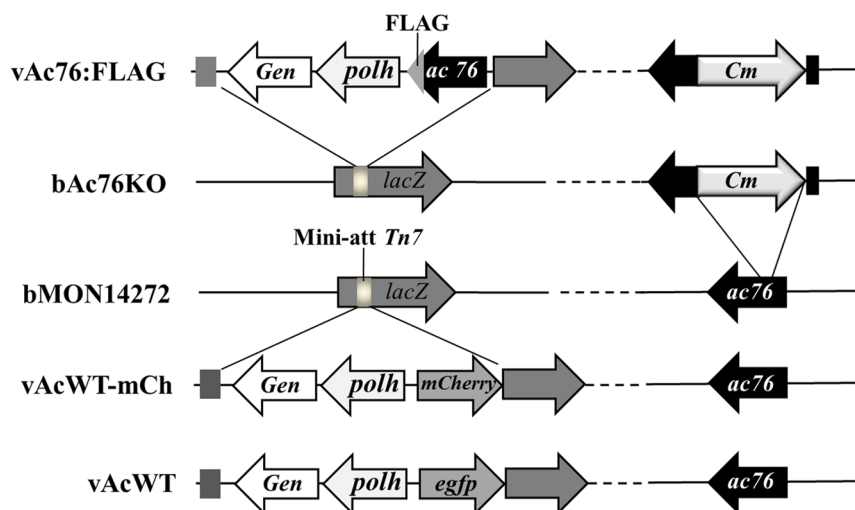 FLAG
vAc76:FLAG Gen polh ac 76 Cm
bAc76KO lacZ Cm
Mini-att Tn7
bMON14272 lacZ ac76
vAcWT-mCh Gen polh mCherry ac76
vAcWT Gen polh egfp ac76